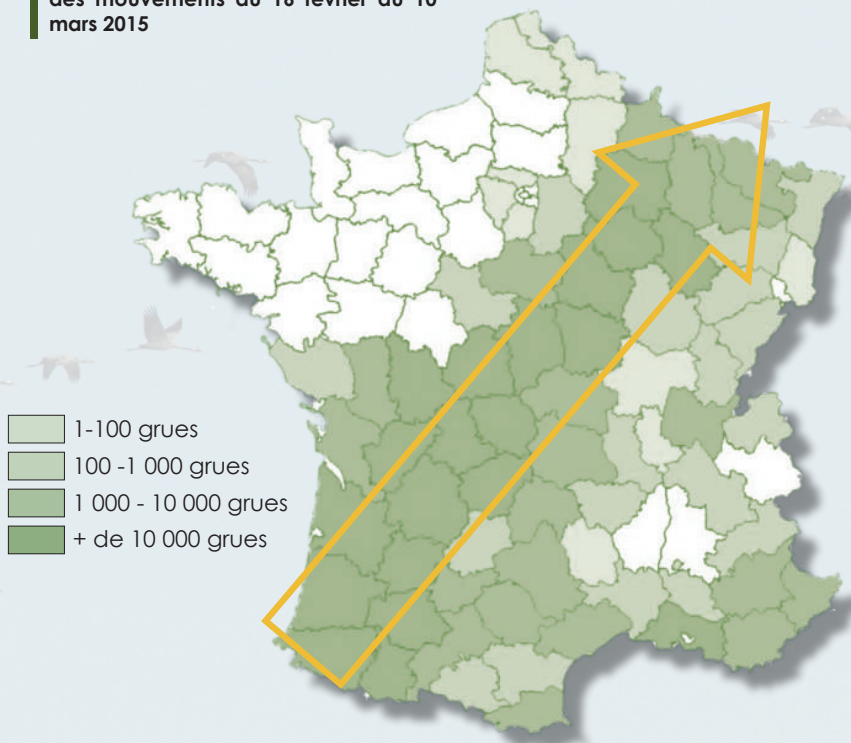 des mouvements du 18 février au 10
mars 2015
1-100 grues
100 -1 000 grues
1 000 - 10 000 grues
+ de 10 000 grues